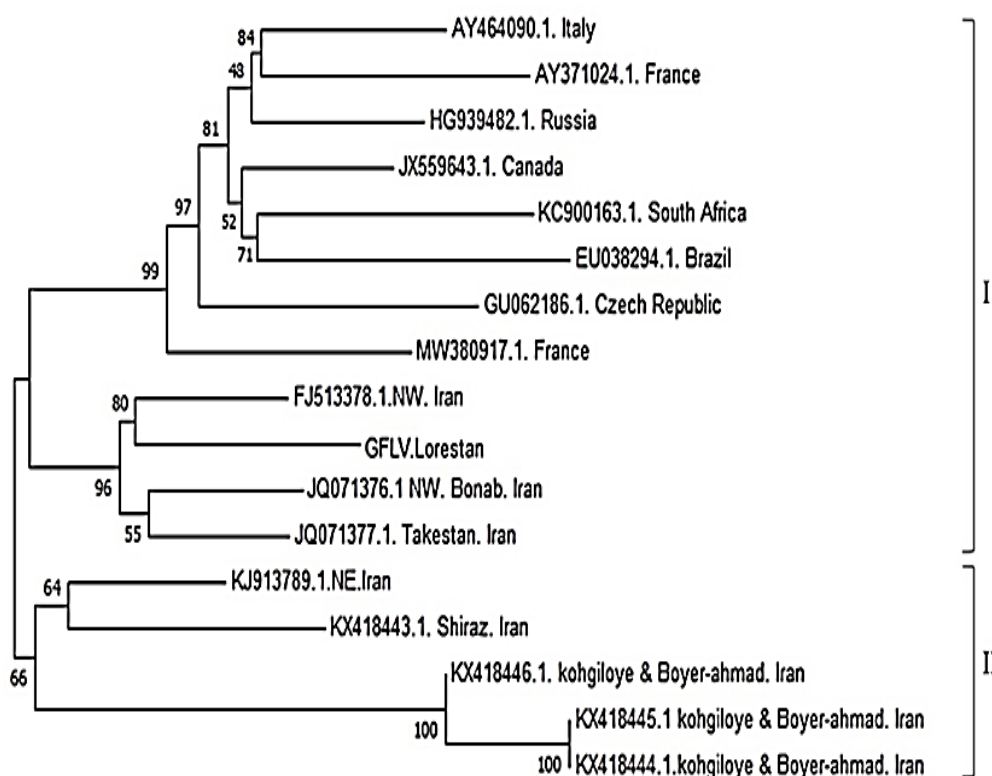 84
AY464090.1. Italy
48
AY371024.1. France
81
HG939482.1. Russia
JX559643.1. Canada
97
52
KC900163.1. South Africa
71
EU038294.1. Brazil
99
GU062186.1. Czech Republic
I
MW380917.1. France
80
FJ513378.1.NW. Iran
GFLV.Lorestan
96
JQ071376.1 NW. Bonab. Iran
55
JQ071377.1. Takestan. Iran
64
KJ913789.1.NE.Iran
KX418443.1. Shiraz. Iran
66
KX418446.1. kohgiloye & Boyer-ahmad. Iran
II
100
KX418445.1 kohgiloye & Boyer-ahmad. Iran
100
KX418444.1.kohgiloye & Boyer-ahmad. Iran